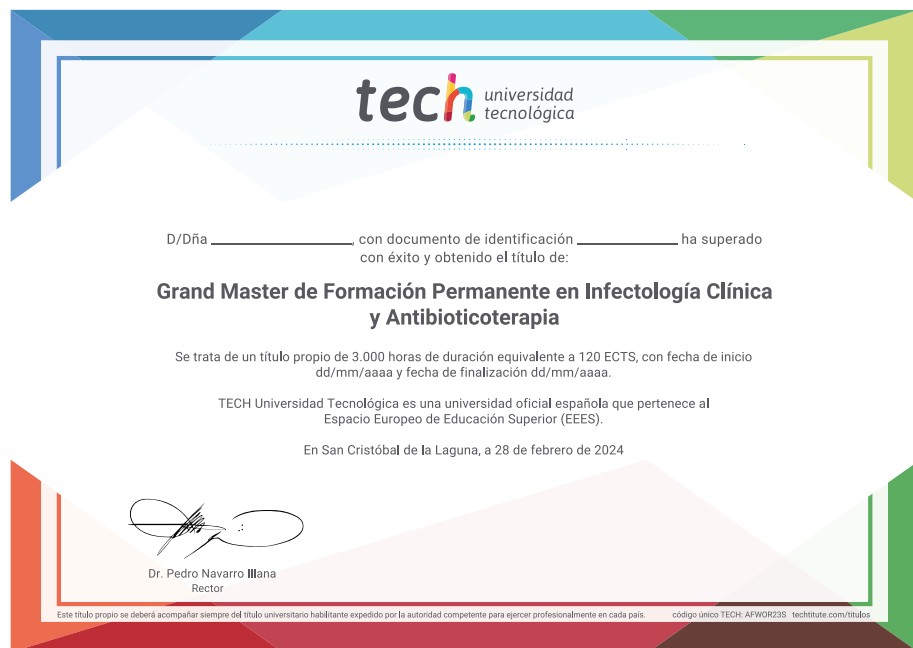 tech universidad
tecnológica
D/Dña ____________________, con documento de identificación ______________ ha superado
con éxito y obtenido el título de:
Grand Master de Formación Permanente en Infectología Clínica
y Antibioticoterapia
Se trata de un título propio de 3.000 horas de duración equivalente a 120 ECTS, con fecha de inicio
dd/mm/aaaa y fecha de finalización dd/mm/aaaa.
TECH Universidad Tecnológica es una universidad oficial española que pertenece al
Espacio Europeo de Educación Superior (EEES).
En San Cristóbal de la Laguna, a 28 de febrero de 2024
Dr. Pedro Navarro Illana
Rector
Este título propio se deberá acompañar siempre del título universitario habilitante expedido por la autoridad competente para ejercer profesionalmente en cada país. código único TECH: AFWOR23S techtitute.com/titulos